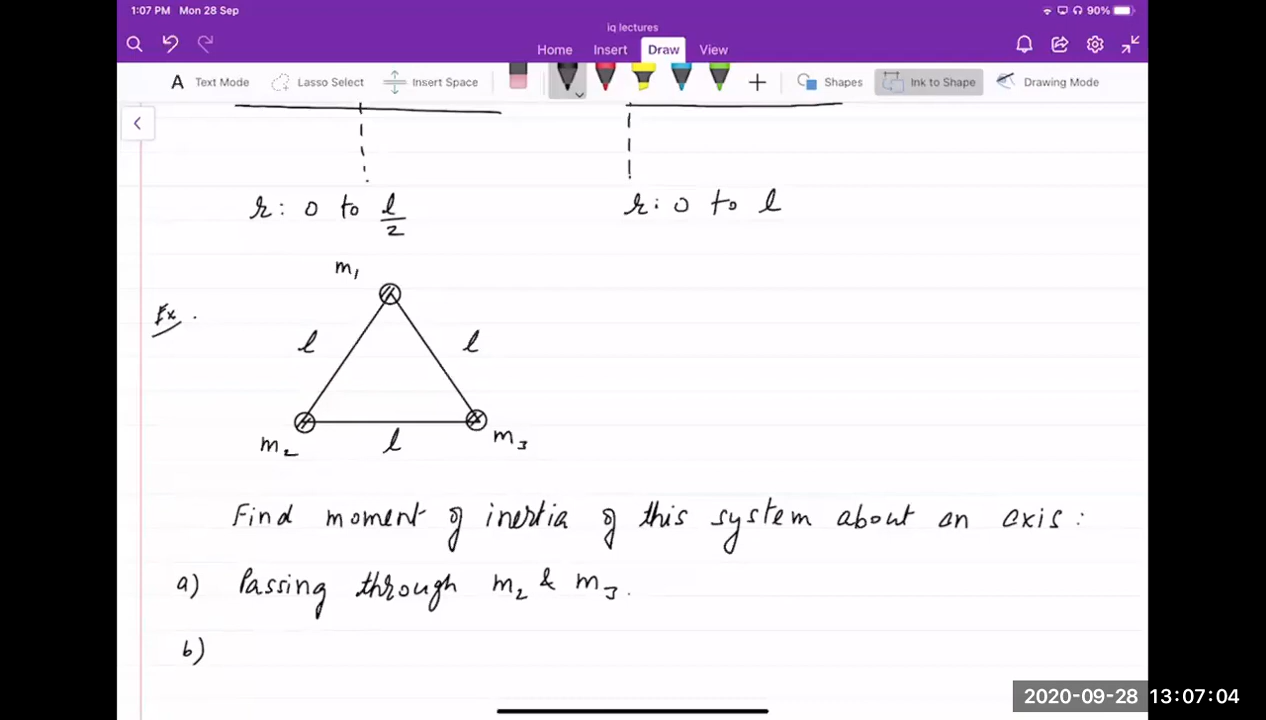 1:07 PM Mon 28 Sep
90%
iq lectures
Home Insert Draw View
A Text Mode Lasso Select Insert Space Shapes Ink to Shape Drawing Mode
r: 0 to l/2
r: 0 to l
m₁
Ex.
l
l
m₂
l
m₃
Find moment of inertia of this system about an axis:
a) Passing through m₂ & m₃.
b)
2020-09-28 13:07:04